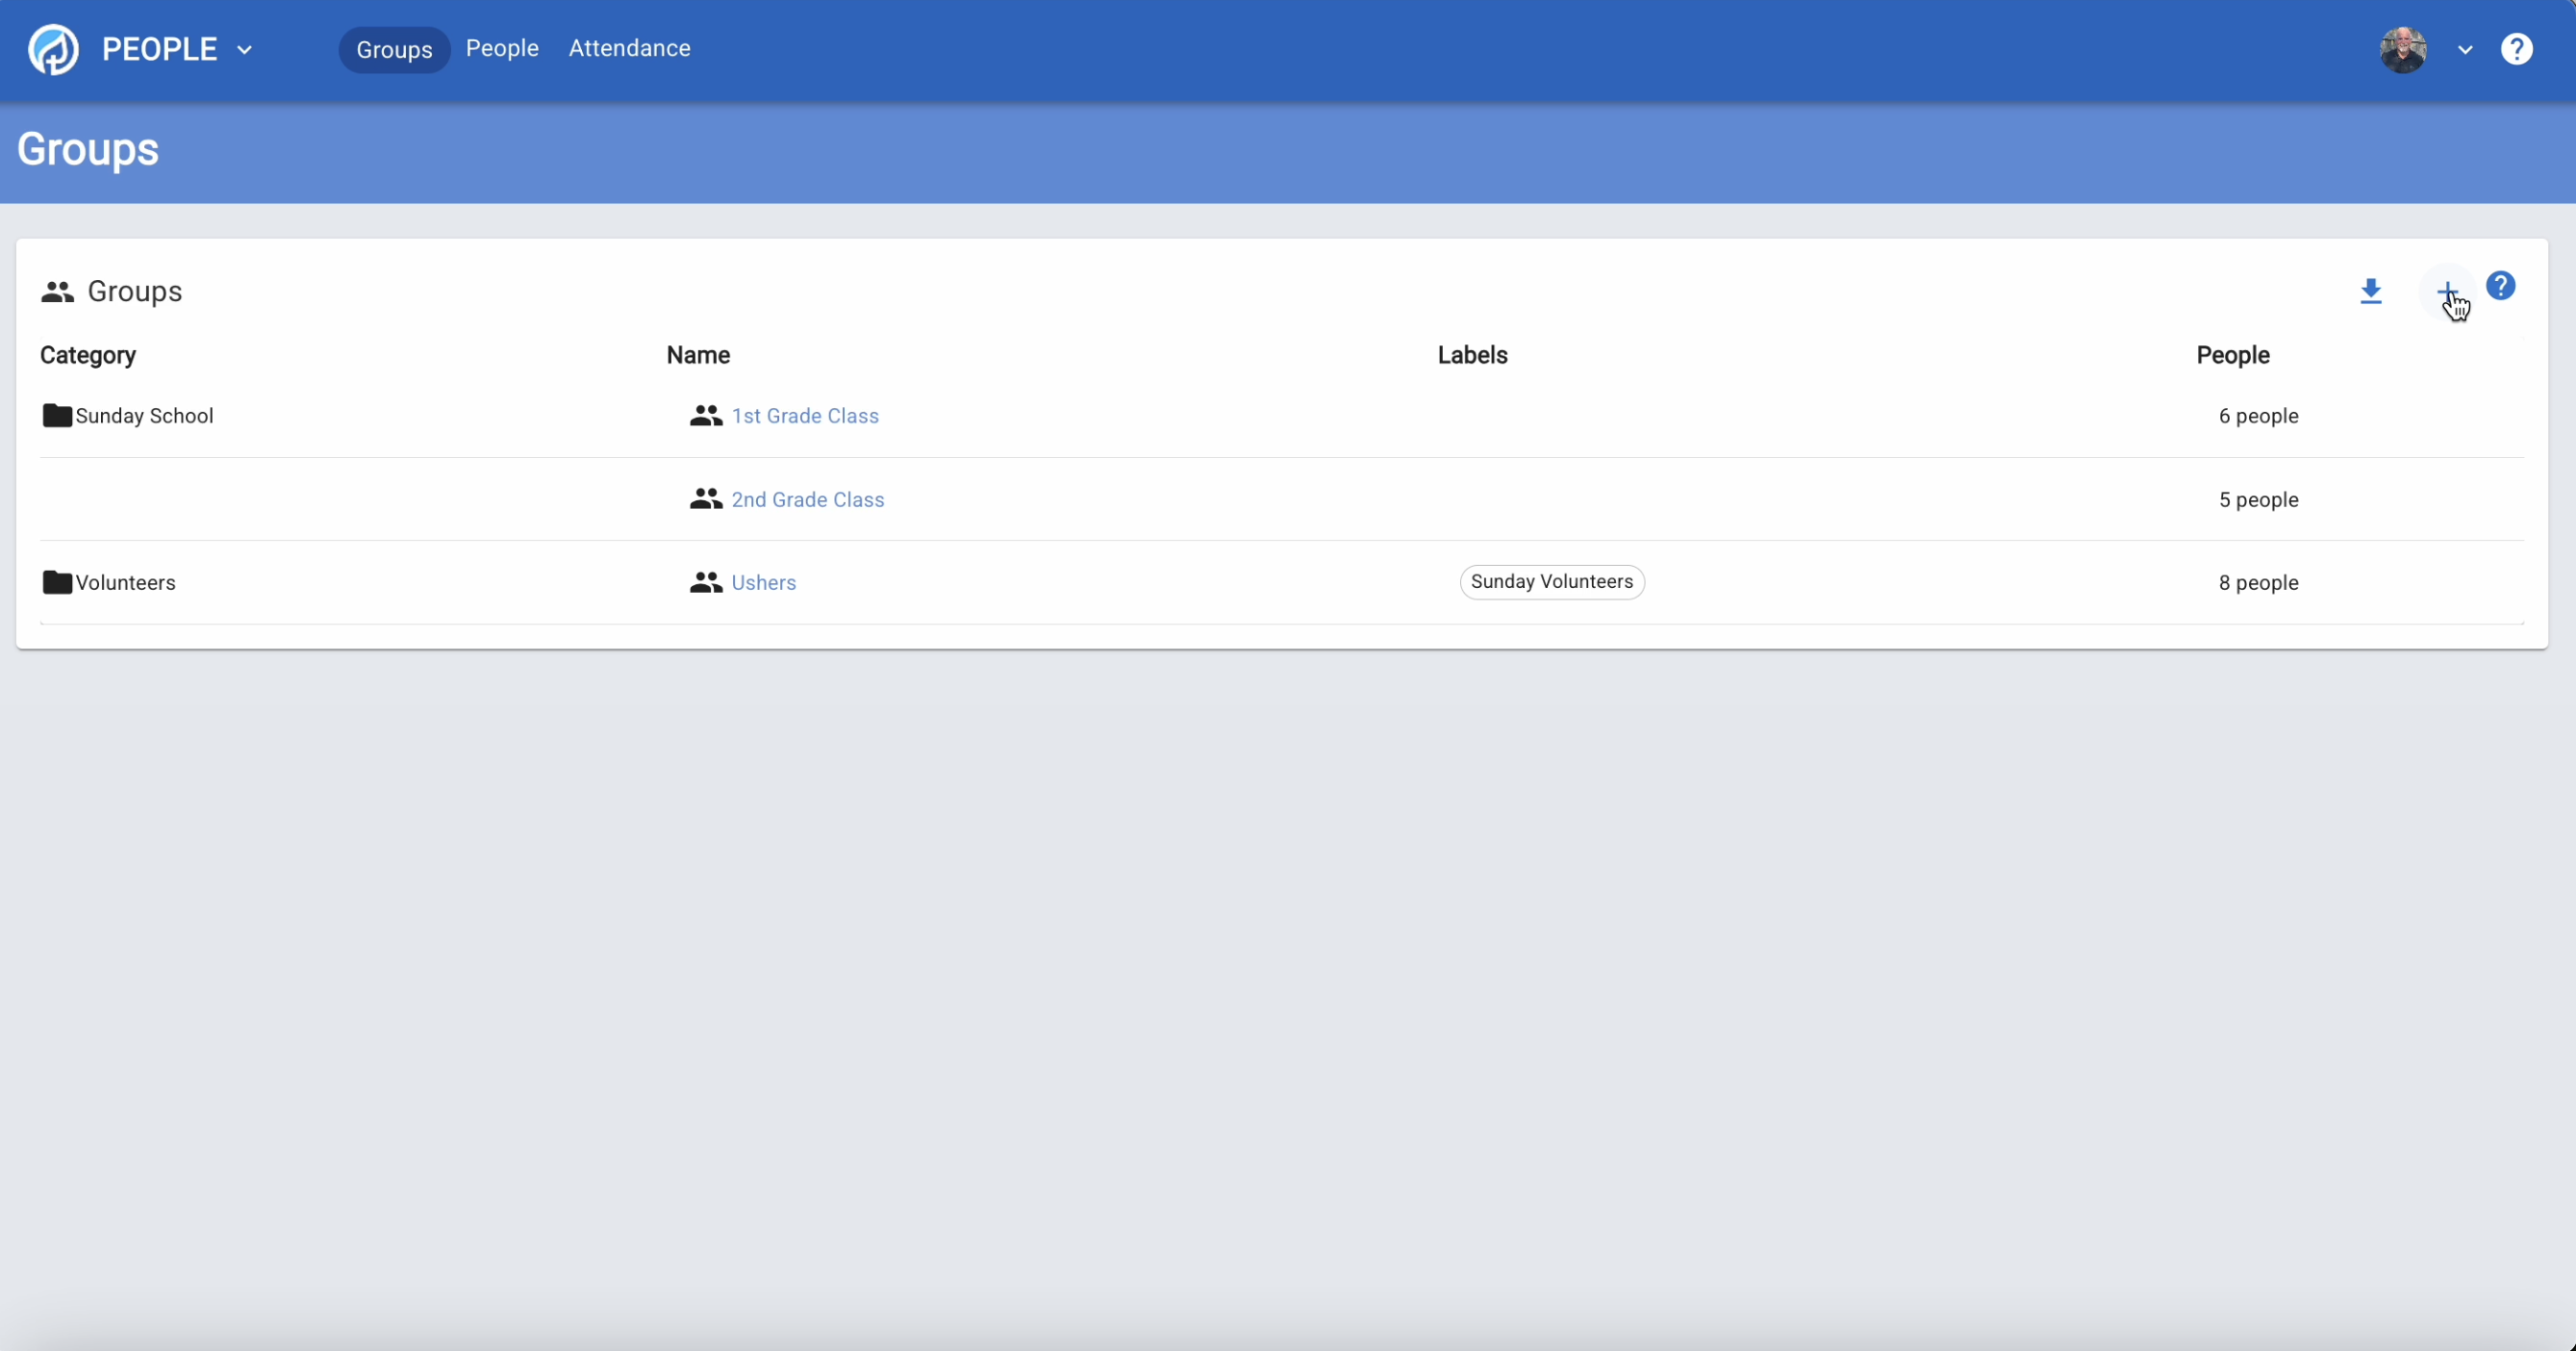 PEOPLE Groups People Attendance
Groups
Groups
Category Name Labels People
Sunday School 1st Grade Class 6 people
2nd Grade Class 5 people
Volunteers Ushers Sunday Volunteers 8 people